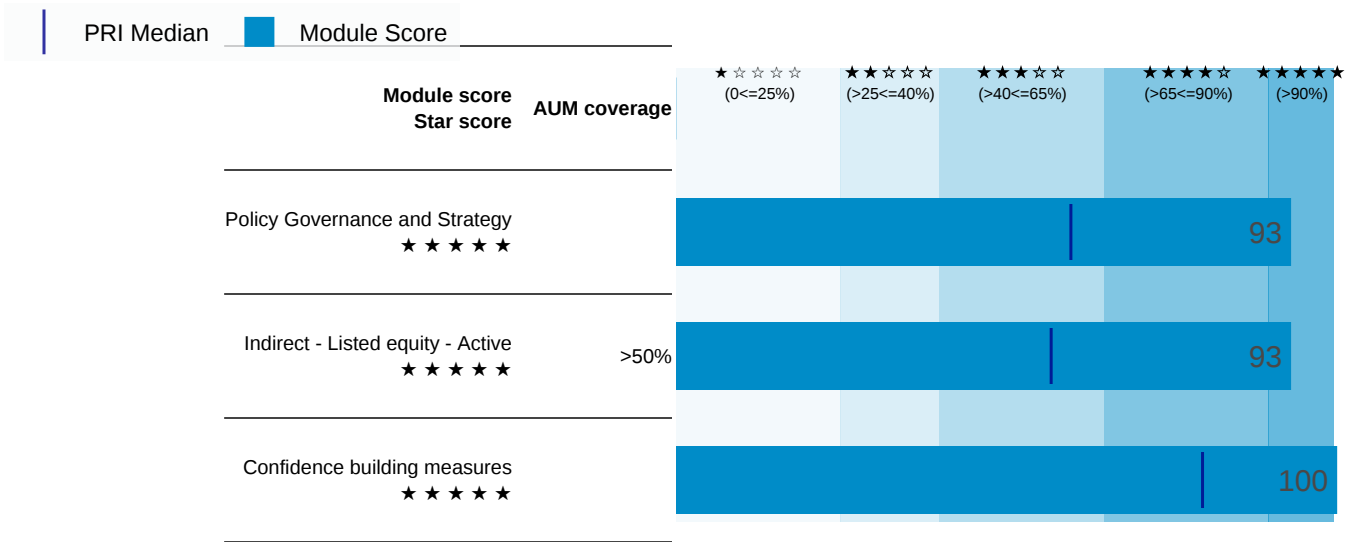 PRI Median Module Score
★ ☆ ☆ ☆ ☆ ★ ★ ☆ ☆ ☆ ★ ★ ★ ☆ ☆ ★ ★ ★ ★ ☆ ★ ★ ★ ★ ★
(0<=25%) (>25<=40%) (>40<=65%) (>65<=90%) (>90%)
Module score
Star score
AUM coverage
Policy Governance and Strategy
★ ★ ★ ★ ★
93
Indirect - Listed equity - Active
★ ★ ★ ★ ★
>50%
93
Confidence building measures
★ ★ ★ ★ ★
100